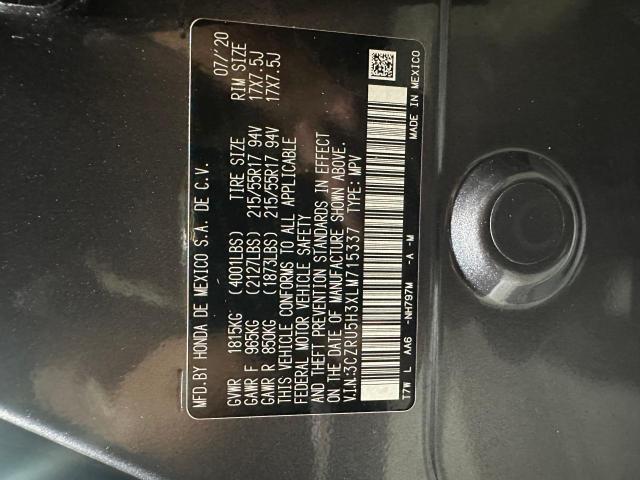 MFD.BY HONDA DE MEXICO S.A. DE C.V. 07/'20
GVWR 1815KG (4001LBS) TIRE SIZE RIM SIZE
GAWR F 965KG (2127LBS) 215/55R17 94V 17X7.5J
GAWR R 850KG (1873LBS) 215/55R17 94V 17X7.5J
THIS VEHICLE CONFORMS TO ALL APPLICABLE
FEDERAL MOTOR VEHICLE SAFETY
AND THEFT PREVENTION STANDARDS IN EFFECT
ON THE DATE OF MANUFACTURE SHOWN ABOVE.
V.I.N:3CZRU5H3XLM715337 TYPE: MPV
T7W L AA6 -NH797M -A -M MADE IN MEXICO